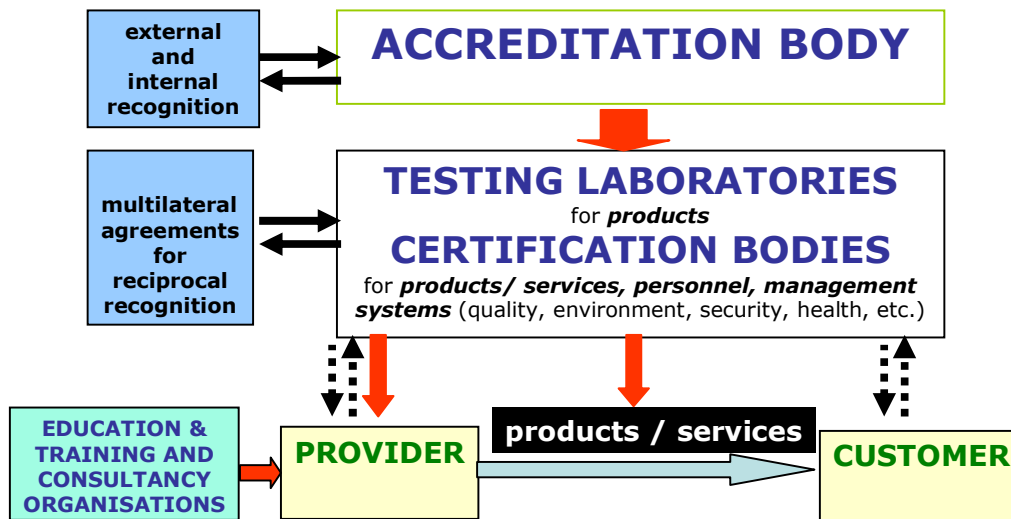 external
and
internal
recognition
ACCREDITATION BODY
multilateral
agreements
for
reciprocal
recognition
TESTING LABORATORIES
for products
CERTIFICATION BODIES
for products/ services, personnel, management
systems (quality, environment, security, health, etc.)
EDUCATION &
TRAINING AND
CONSULTANCY
ORGANISATIONS
PROVIDER
products / services
CUSTOMER